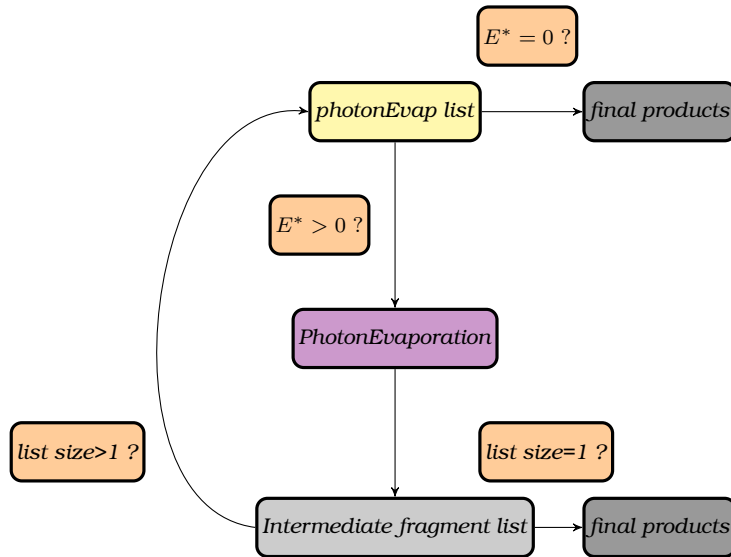 E* = 0 ?
photonEvap list
final products
E* > 0 ?
PhotonEvaporation
list size>1 ?
list size=1 ?
Intermediate fragment list
final products